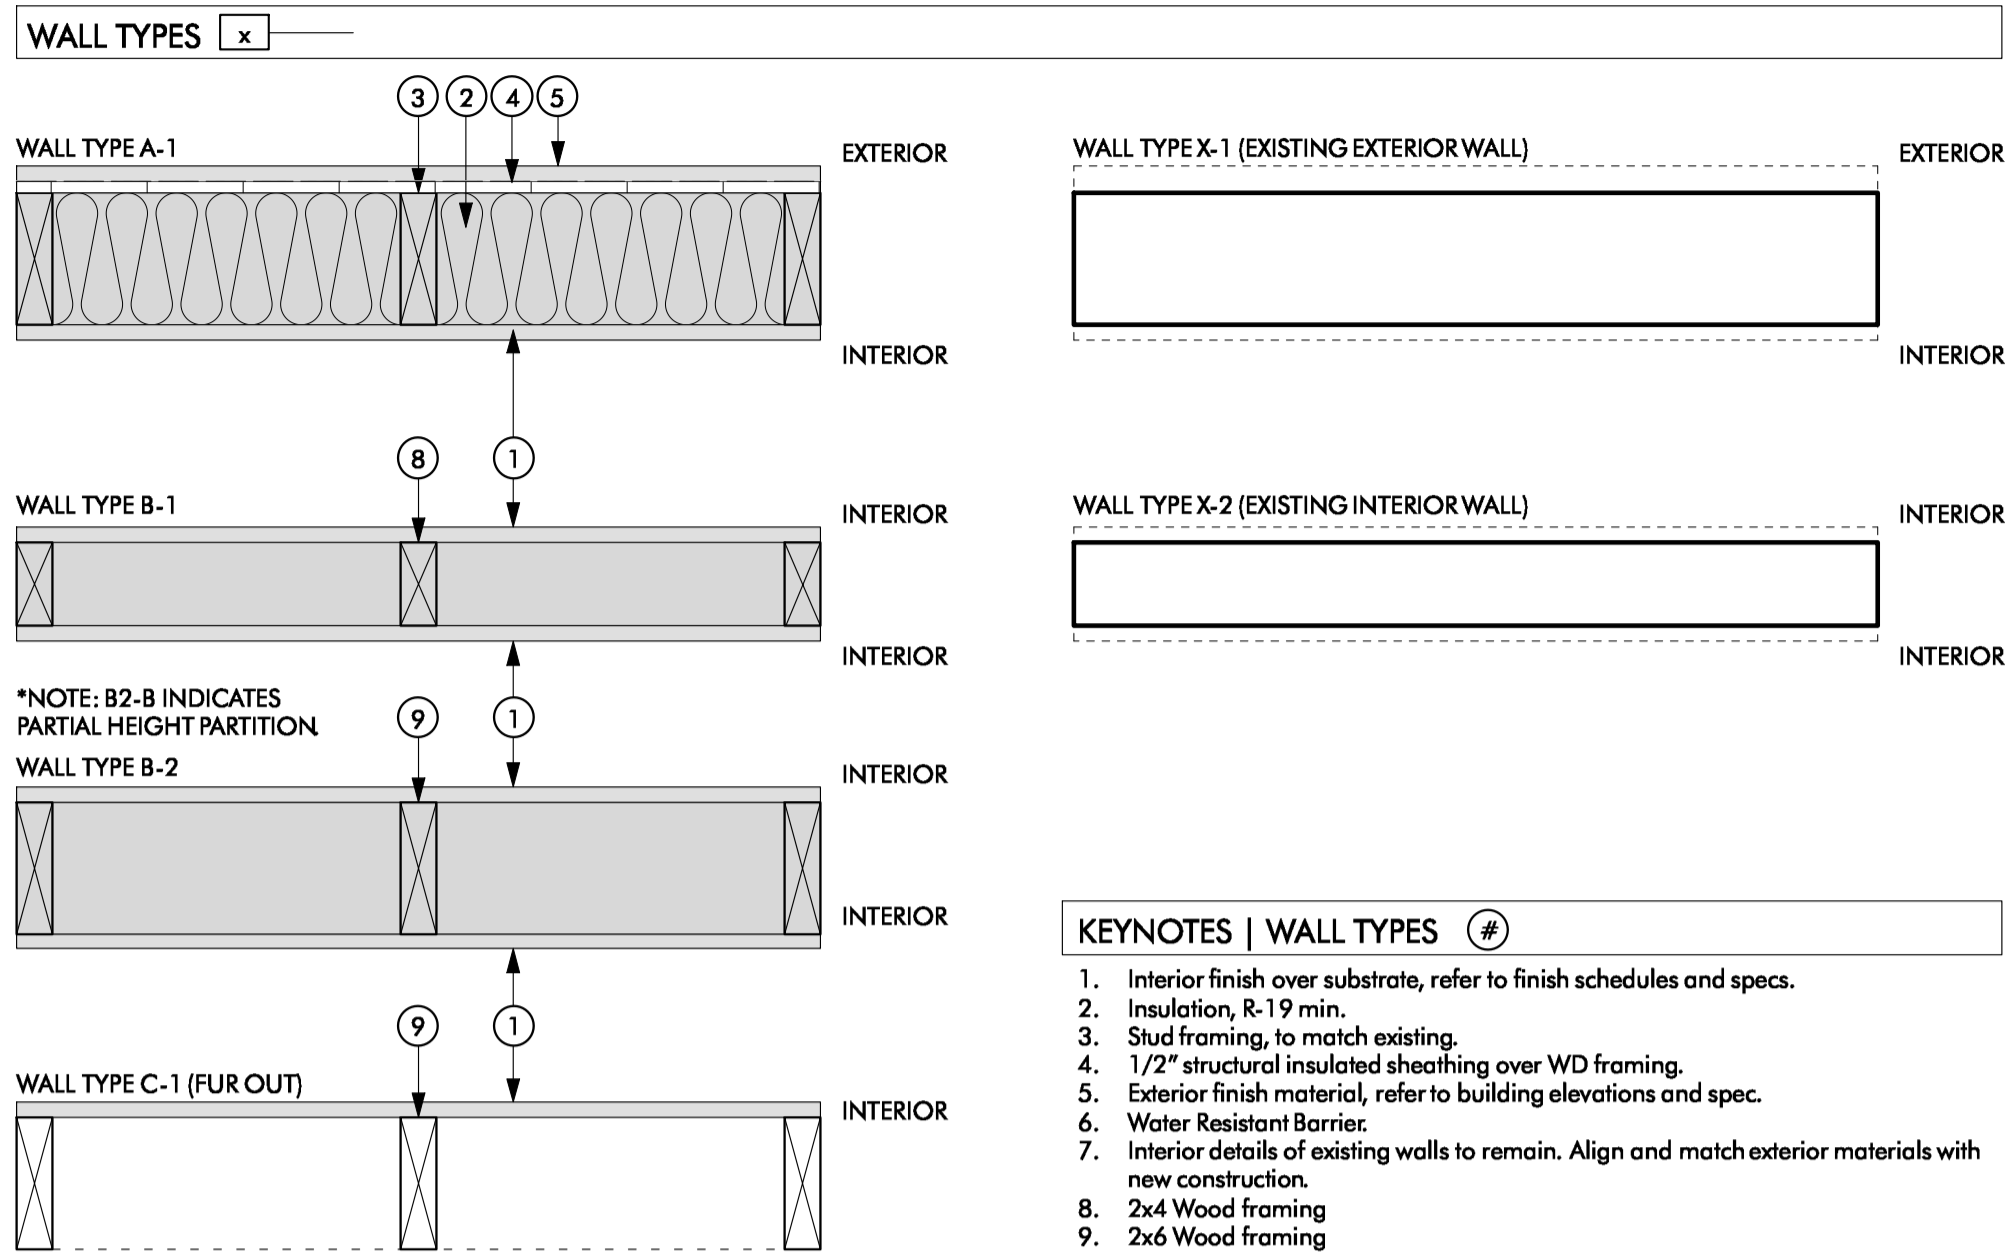 WALL TYPES x
3 2 4 5
WALL TYPE A-1
EXTERIOR
INTERIOR
8 1
WALL TYPE B-1
INTERIOR
INTERIOR
*NOTE: B2-B INDICATES
PARTIAL HEIGHT PARTITION.
9 1
WALL TYPE B-2
INTERIOR
INTERIOR
9 1
WALL TYPE C-1 (FUR OUT)
INTERIOR
WALL TYPE X-1 (EXISTING EXTERIOR WALL)
EXTERIOR
INTERIOR
WALL TYPE X-2 (EXISTING INTERIOR WALL)
INTERIOR
INTERIOR
KEYNOTES | WALL TYPES #
1. Interior finish over substrate, refer to finish schedules and specs.
2. Insulation, R-19 min.
3. Stud framing, to match existing.
4. 1/2" structural insulated sheathing over WD framing.
5. Exterior finish material, refer to building elevations and spec.
6. Water Resistant Barrier.
7. Interior details of existing walls to remain. Align and match exterior materials with
new construction.
8. 2x4 Wood framing
9. 2x6 Wood framing